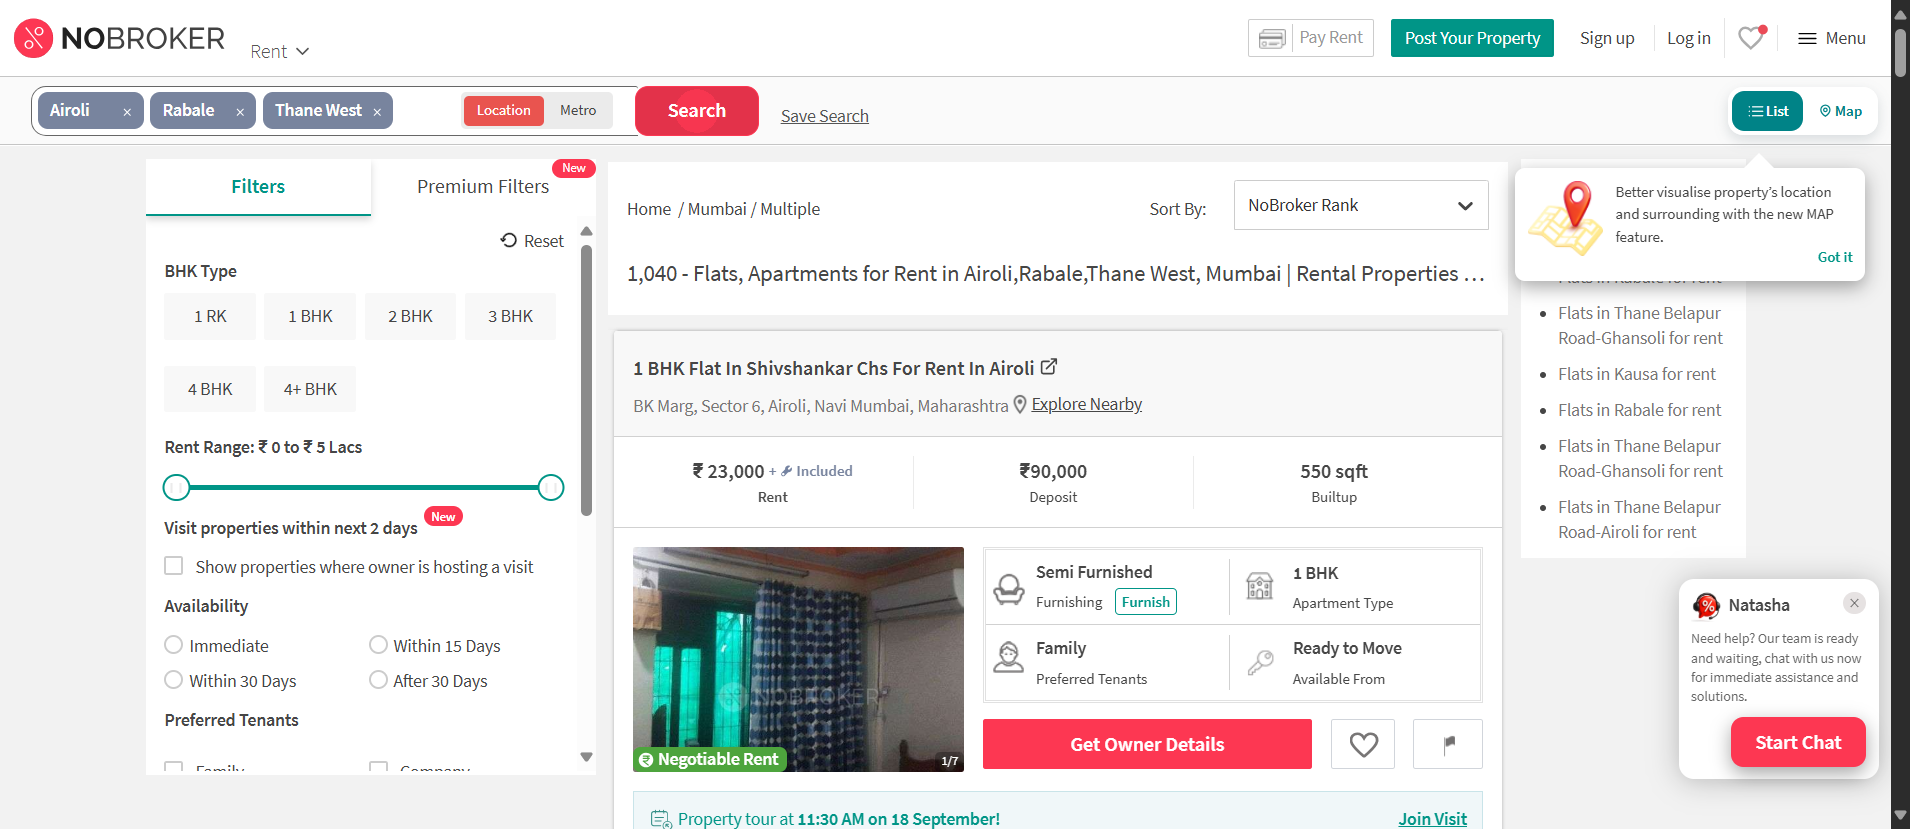 NOBROKER
Rent
Pay Rent
Post Your Property
Sign up
Log in
Menu
Airoli ×
Rabale ×
Thane West ×
Location
Metro
Search
Save Search
List
Map
Filters
Premium Filters
New
Reset
BHK Type
1 RK
1 BHK
2 BHK
3 BHK
4 BHK
4+ BHK
Rent Range: ₹ 0 to ₹ 5 Lacs
Visit properties within next 2 days
New
Show properties where owner is hosting a visit
Availability
Immediate
Within 15 Days
Within 30 Days
After 30 Days
Preferred Tenants
Family
Company
Home / Mumbai / Multiple
Sort By:
NoBroker Rank
1,040 - Flats, Apartments for Rent in Airoli,Rabale,Thane West, Mumbai | Rental Properties …
1 BHK Flat In Shivshankar Chs For Rent In Airoli
BK Marg, Sector 6, Airoli, Navi Mumbai, Maharashtra
Explore Nearby
₹ 23,000 + Included
Rent
₹90,000
Deposit
550 sqft
Builtup
NOBROKER
Negotiable Rent
1/7
Semi Furnished
Furnishing
Furnish
1 BHK
Apartment Type
Family
Preferred Tenants
Ready to Move
Available From
Get Owner Details
Property tour at 11:30 AM on 18 September!
Join Visit
Better visualise property's location
and surrounding with the new MAP
feature.
Got it
Flats in Rabale for rent
Flats in Thane Belapur
Road-Ghansoli for rent
Flats in Kausa for rent
Flats in Rabale for rent
Flats in Thane Belapur
Road-Ghansoli for rent
Flats in Thane Belapur
Road-Airoli for rent
Natasha
Need help? Our team is ready
and waiting, chat with us now
for immediate assistance and
solutions.
Start Chat